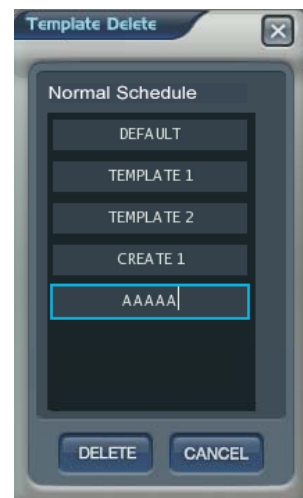 Template Delete
Normal Schedule
DEFAULT
TEMPLATE 1
TEMPLATE 2
CREATE 1
AAAAA
DELETE CANCEL